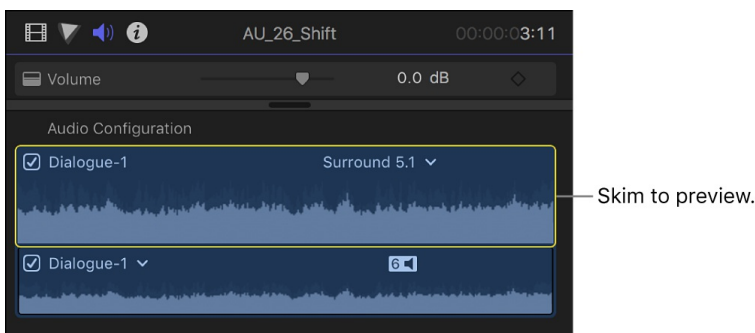 AU_26_Shift 00:00:03:11
Volume 0.0 dB
Audio Configuration
Dialogue-1 Surround 5.1
Skim to preview.
Dialogue-1 6